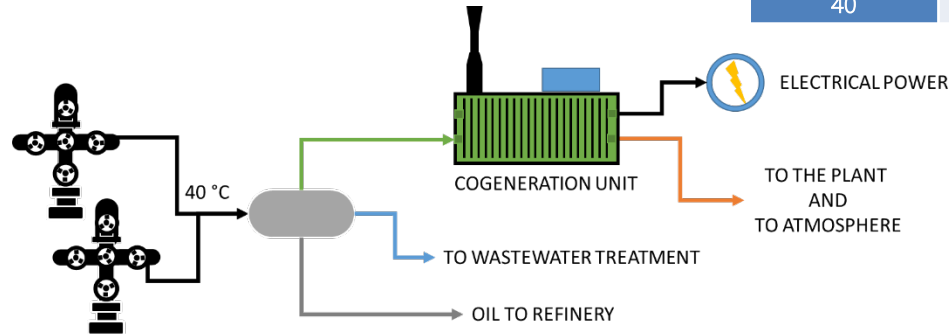 40
ELECTRICAL POWER
40 °C
COGENERATION UNIT
TO THE PLANT
AND
TO ATMOSPHERE
TO WASTEWATER TREATMENT
OIL TO REFINERY